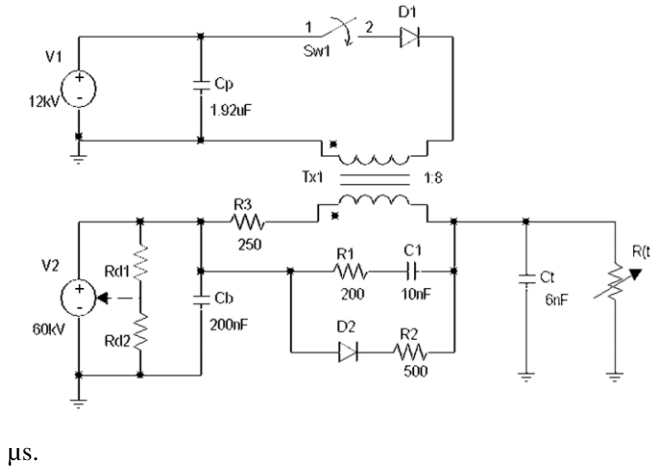 D1
1
2
Sw1
V1
12kV
Cp
1.92uF
Tx1
1:8
R3
250
V2
60kV
Rd1
Rd2
Cb
200nF
R1
200
C1
10nF
D2
R2
500
Ct
6nF
R(t
μs.